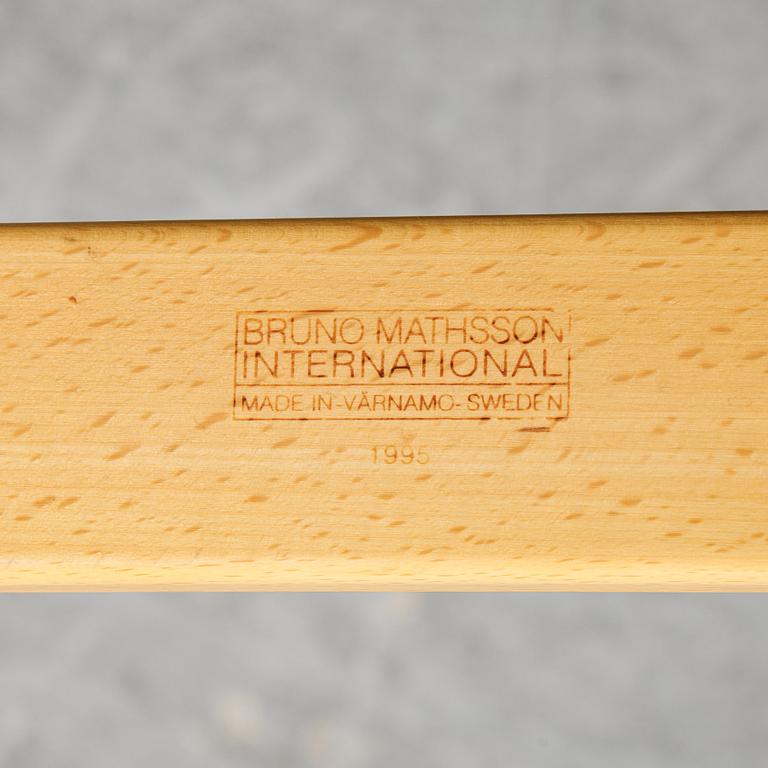 BRUNO MATHSSON
INTERNATIONAL
MADE IN-VÄRNAMO-SWEDEN
1995